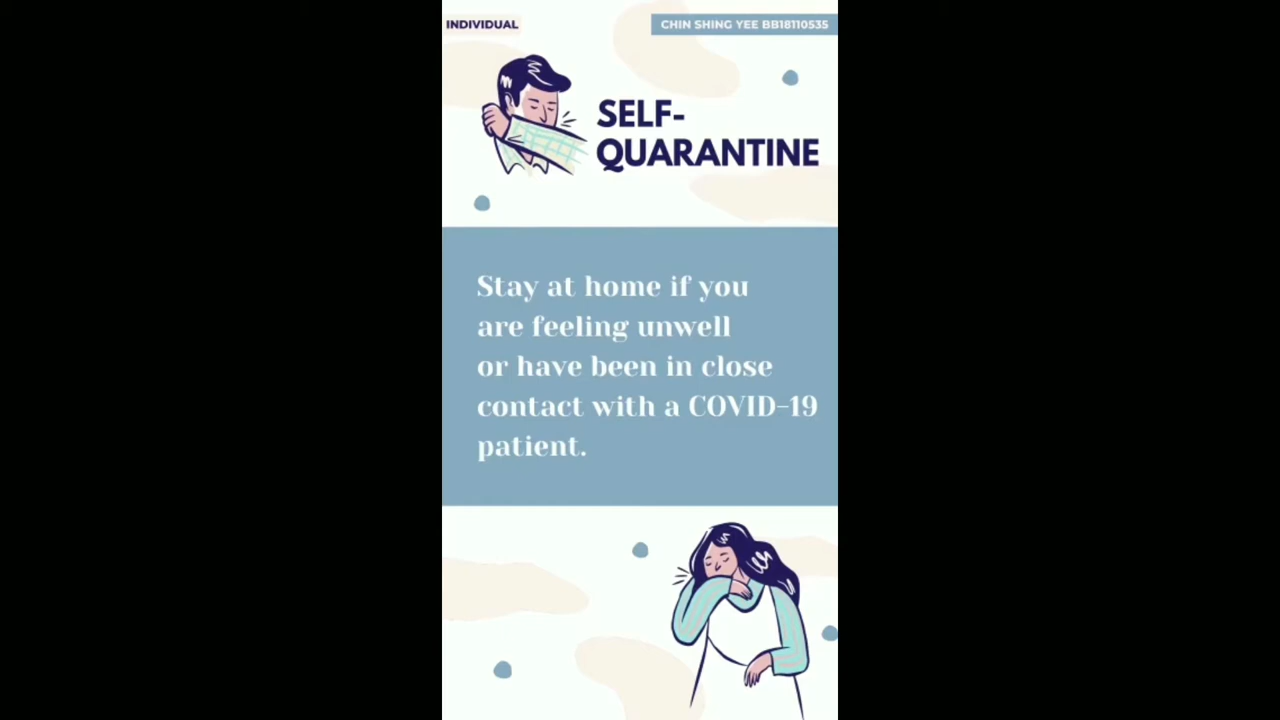 INDIVIDUAL
CHIN SHING YEE BB18110535
SELF-
QUARANTINE
Stay at home if you
are feeling unwell
or have been in close
contact with a COVID-19
patient.